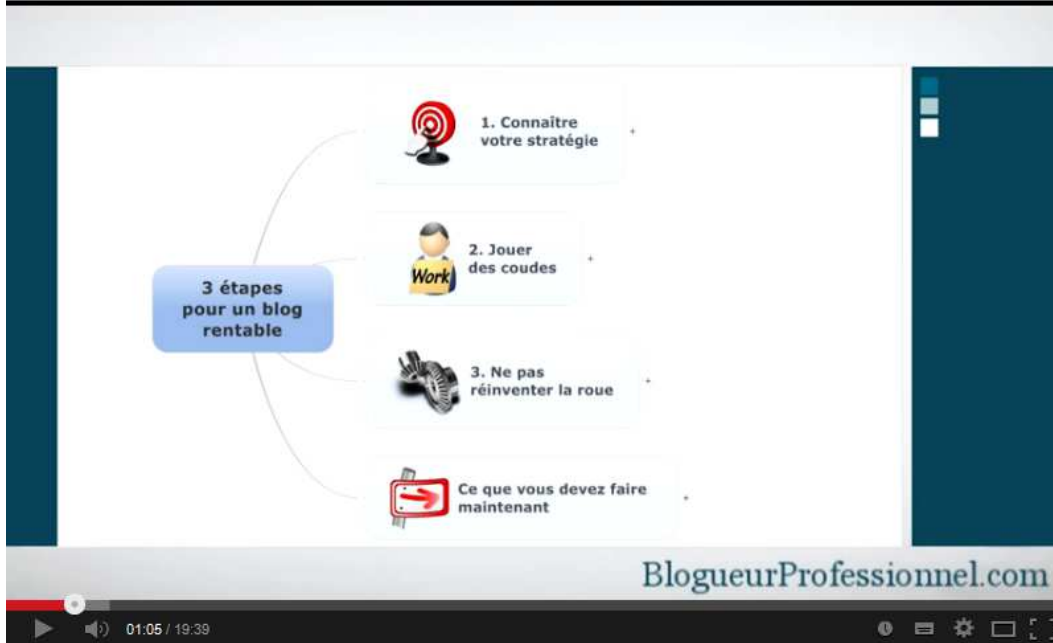 3 étapes
pour un blog
rentable
1. Connaître
votre stratégie
2. Jouer
des coudes
Work
3. Ne pas
réinventer la roue
Ce que vous devez faire
maintenant
BlogueurProfessionnel.com
01:05 / 19:39